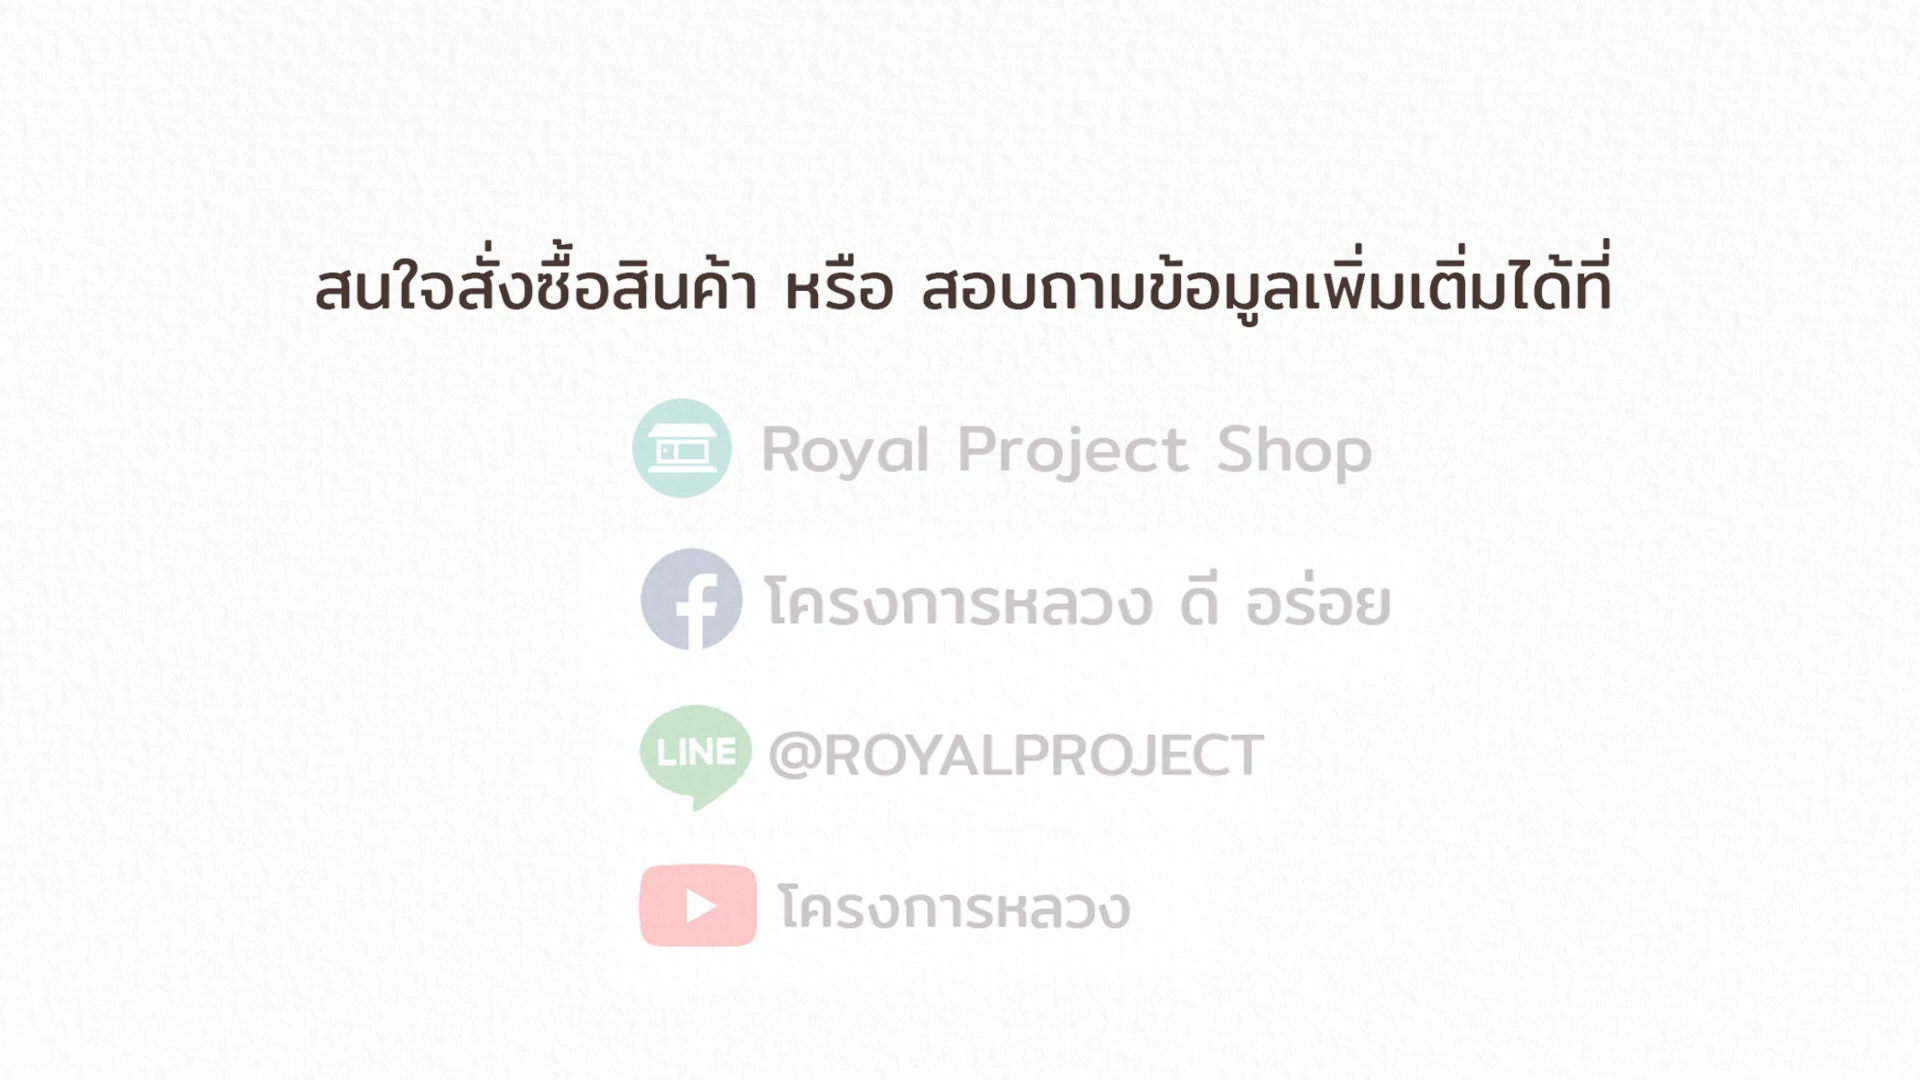 สนใจสั่งซื้อสินค้า หรือ สอบถามข้อมูลเพิ่มเติ่มได้ที่
Royal Project Shop
โครงการหลวง ดี อร่อย
LINE @ROYALPROJECT
โครงการหลวง